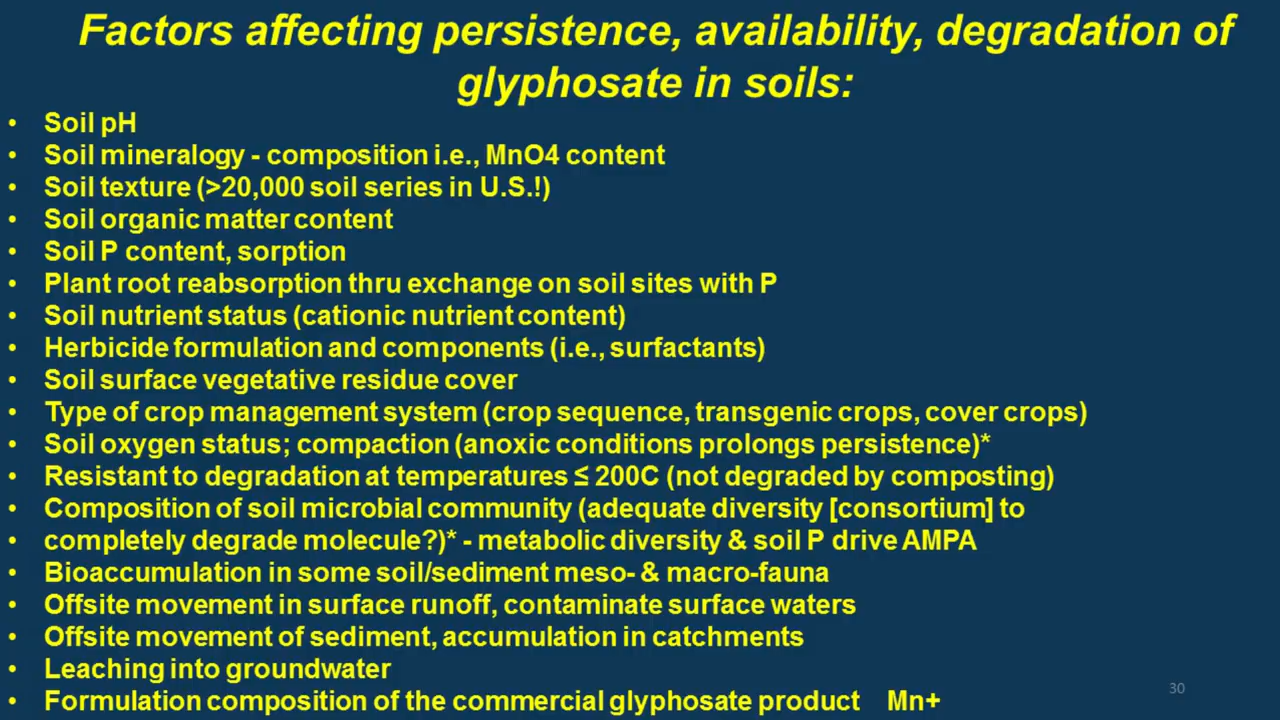 Factors affecting persistence, availability, degradation of
glyphosate in soils:
• Soil pH
• Soil mineralogy - composition i.e., MnO4 content
• Soil texture (>20,000 soil series in U.S.!)
• Soil organic matter content
• Soil P content, sorption
• Plant root reabsorption thru exchange on soil sites with P
• Soil nutrient status (cationic nutrient content)
• Herbicide formulation and components (i.e., surfactants)
• Soil surface vegetative residue cover
• Type of crop management system (crop sequence, transgenic crops, cover crops)
• Soil oxygen status; compaction (anoxic conditions prolongs persistence)*
• Resistant to degradation at temperatures ≤ 200C (not degraded by composting)
• Composition of soil microbial community (adequate diversity [consortium] to
• completely degrade molecule?)* - metabolic diversity & soil P drive AMPA
• Bioaccumulation in some soil/sediment meso- & macro-fauna
• Offsite movement in surface runoff, contaminate surface waters
• Offsite movement of sediment, accumulation in catchments
• Leaching into groundwater
• Formulation composition of the commercial glyphosate product Mn+
30